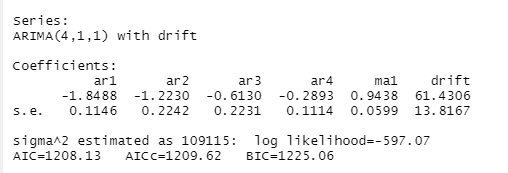 Series:
ARIMA(4,1,1) with drift
Coefficients:
ar1 ar2 ar3 ar4 ma1 drift
-1.8488 -1.2230 -0.6130 -0.2893 0.9438 61.4306
s.e. 0.1146 0.2242 0.2231 0.1114 0.0599 13.8167
sigma^2 estimated as 109115: log likelihood=-597.07
AIC=1208.13 AICc=1209.62 BIC=1225.06